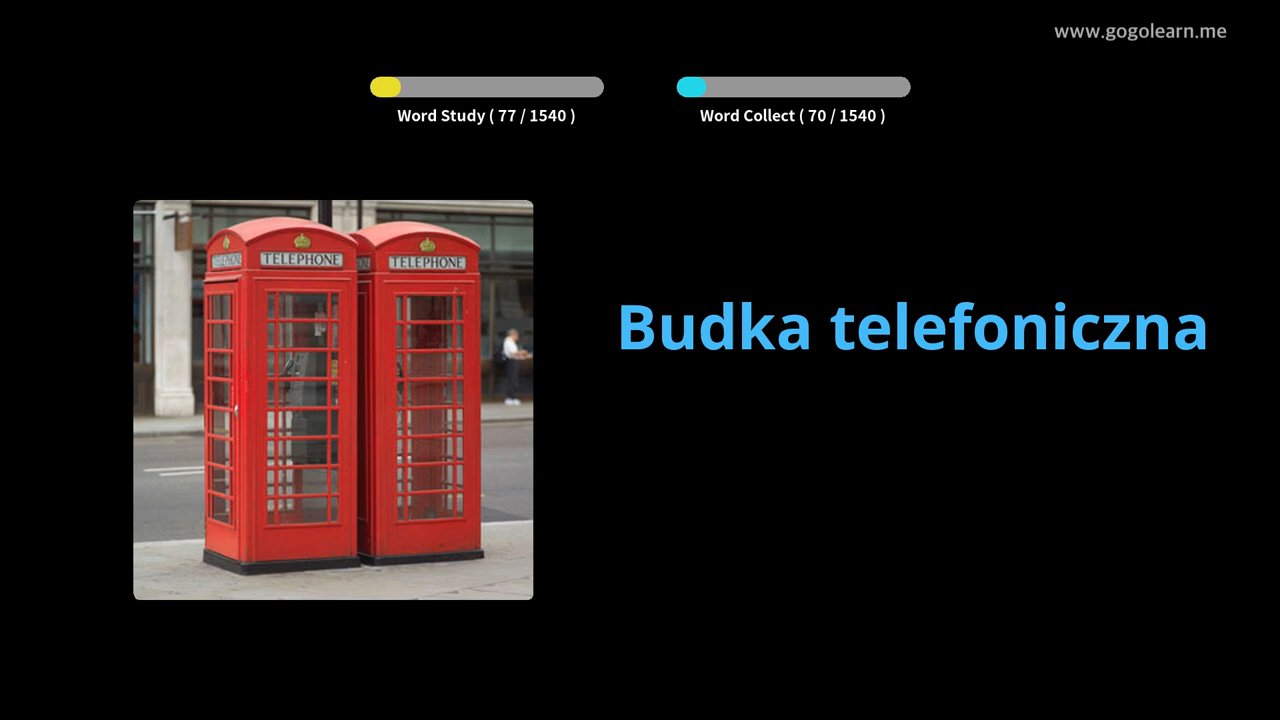 www.gogolearn.me
Word Study ( 77 / 1540 )
Word Collect ( 70 / 1540 )
TELEPHONE
TELEPHONE
Budka telefoniczna